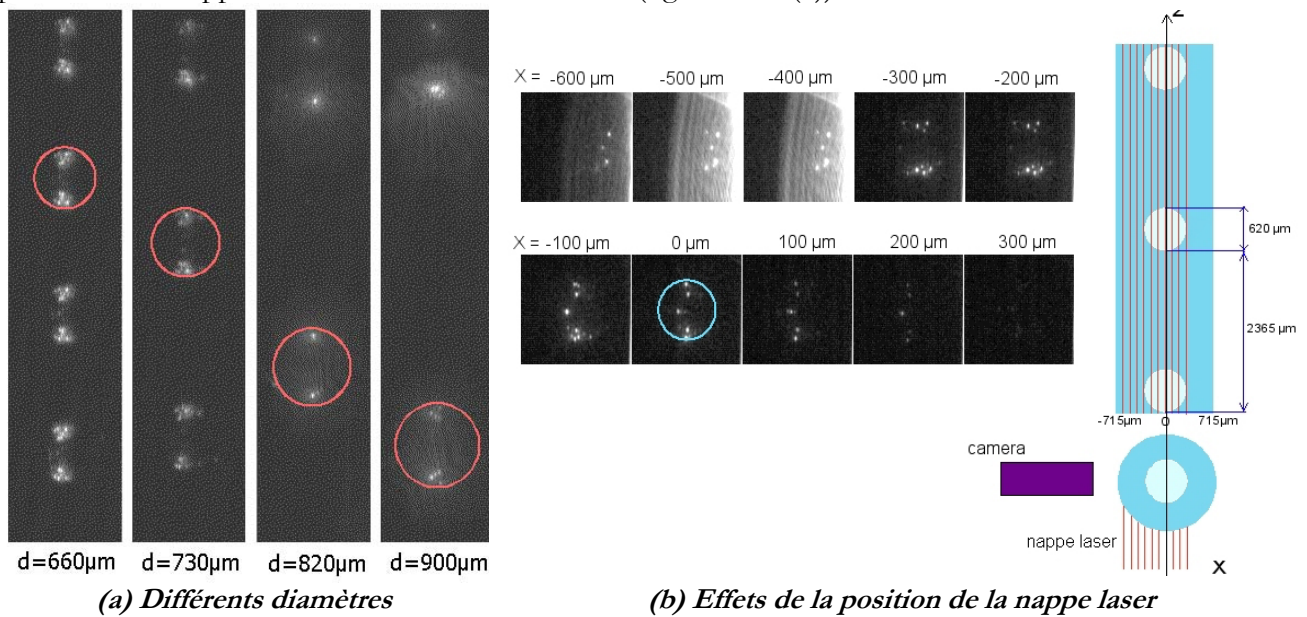 d=660µm
d=730µm
d=820µm
d=900µm
(a) Différents diamètres
X = -600 µm
-500 µm
-400 µm
-300 µm
-200 µm
X = -100 µm
0 µm
100 µm
200 µm
300 µm
Z
620 µm
2365 µm
-715µm
0
715µm
camera
nappe laser
X
(b) Effets de la position de la nappe laser